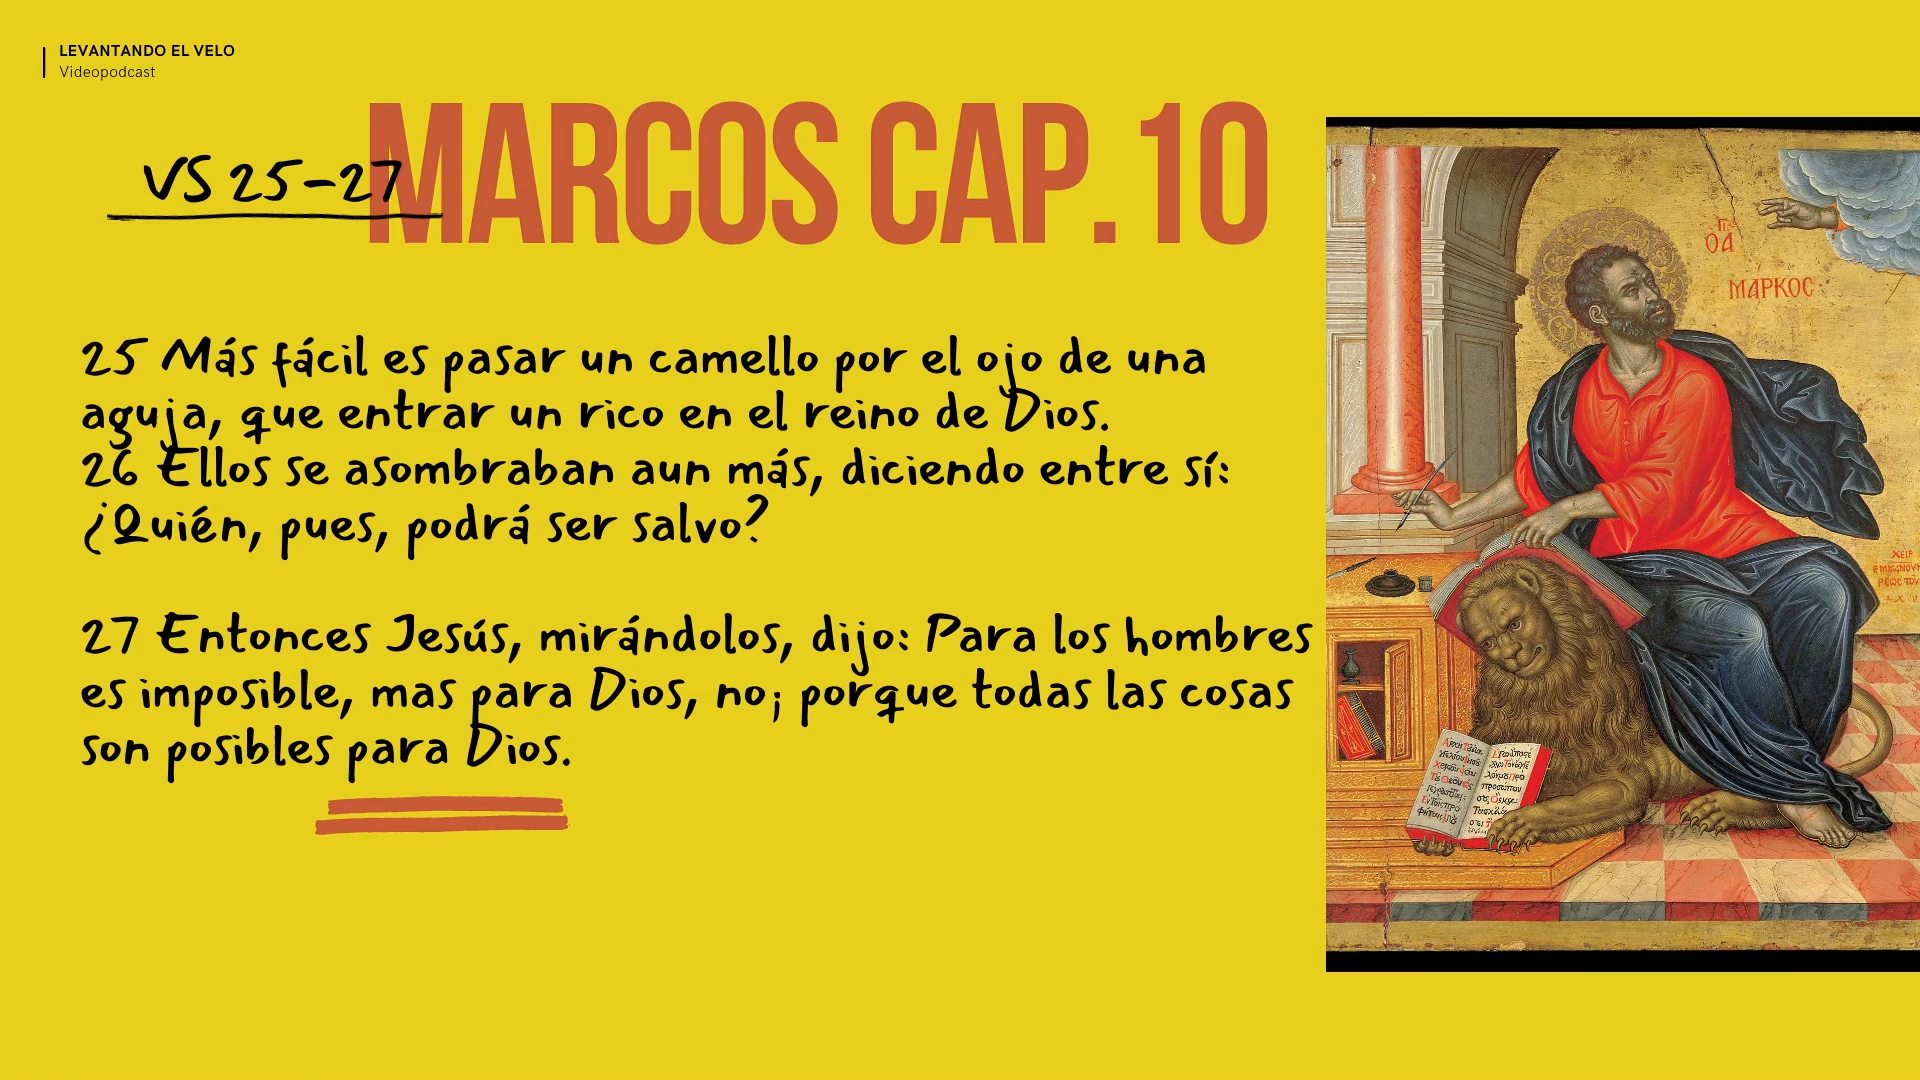 LEVANTANDO EL VELO
Videopodcast
MARCOS CAP. 10
VS 25-27
25 Más fácil es pasar un camello por el ojo de una
aguja, que entrar un rico en el reino de Dios.
26 Ellos se asombraban aun más, diciendo entre sí:
¿Quién, pues, podrá ser salvo?
27 Entonces Jesús, mirándolos, dijo: Para los hombres
es imposible, mas para Dios, no; porque todas las cosas
son posibles para Dios.
ΜΆΡΚΟC
ΧΕΙΡ